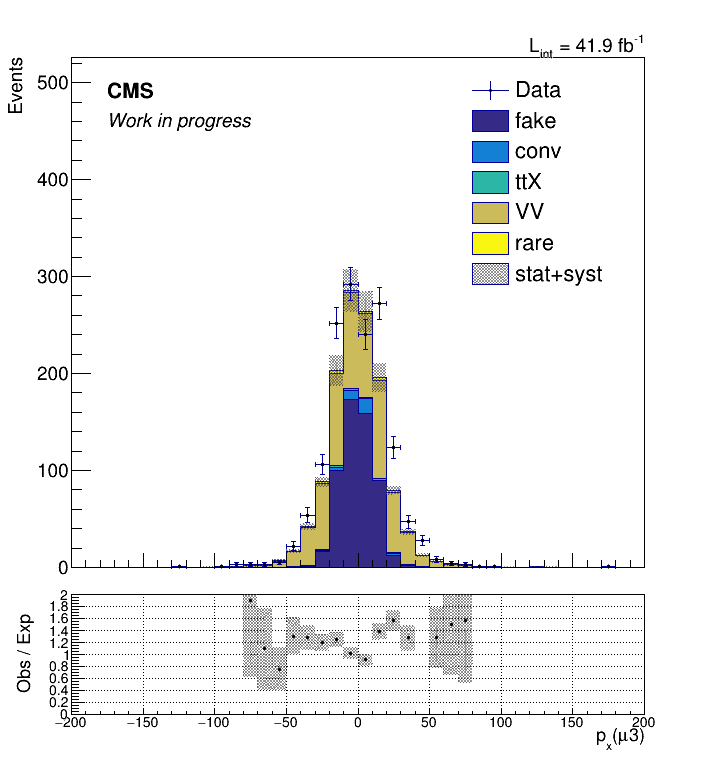 L_int = 41.9 fb^-1
Events
500
400
300
200
100
0
CMS
Work in progress
Data
fake
conv
ttX
VV
rare
stat+syst
Obs / Exp
2
1.8
1.6
1.4
1.2
1
0.8
0.6
0.4
0.2
0
−200 −150 −100 −50 0 50 100 150 200
p_x(μ3)